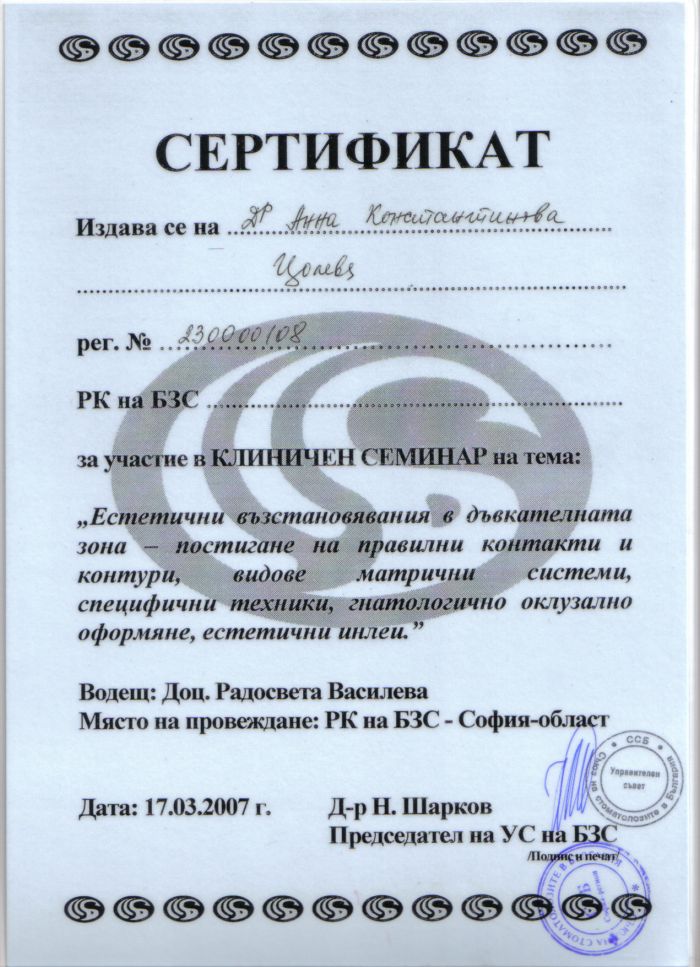 СЕРТИФИКАТ
Издава се на Др Анна Константинова
Цолева
рег. № 230000108
РК на БЗС
за участие в КЛИНИЧЕН СЕМИНАР на тема:
„Естетични възстановявания в дъвкателната
зона – постигане на правилни контакти и
контури, видове матрични системи,
специфични техники, гнатологично оклузално
оформяне, естетични инлеи.”
Водещ: Доц. Радосвета Василева
Място на провеждане: РК на БЗС - София-област
ССБ
Съюз на стоматолозите в България
Управителен
съвет
Дата: 17.03.2007 г. Д-р Н. Шарков
Председател на УС на БЗС
/Подпис и печат/